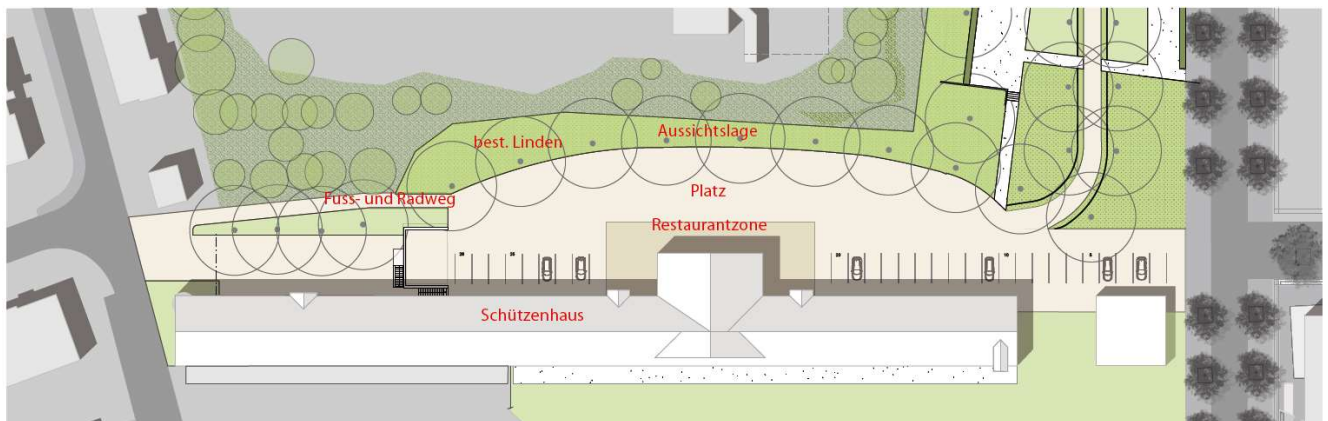 best. Linden
Aussichtslage
Fuss- und Radweg
Platz
Restaurantzone
Schützenhaus